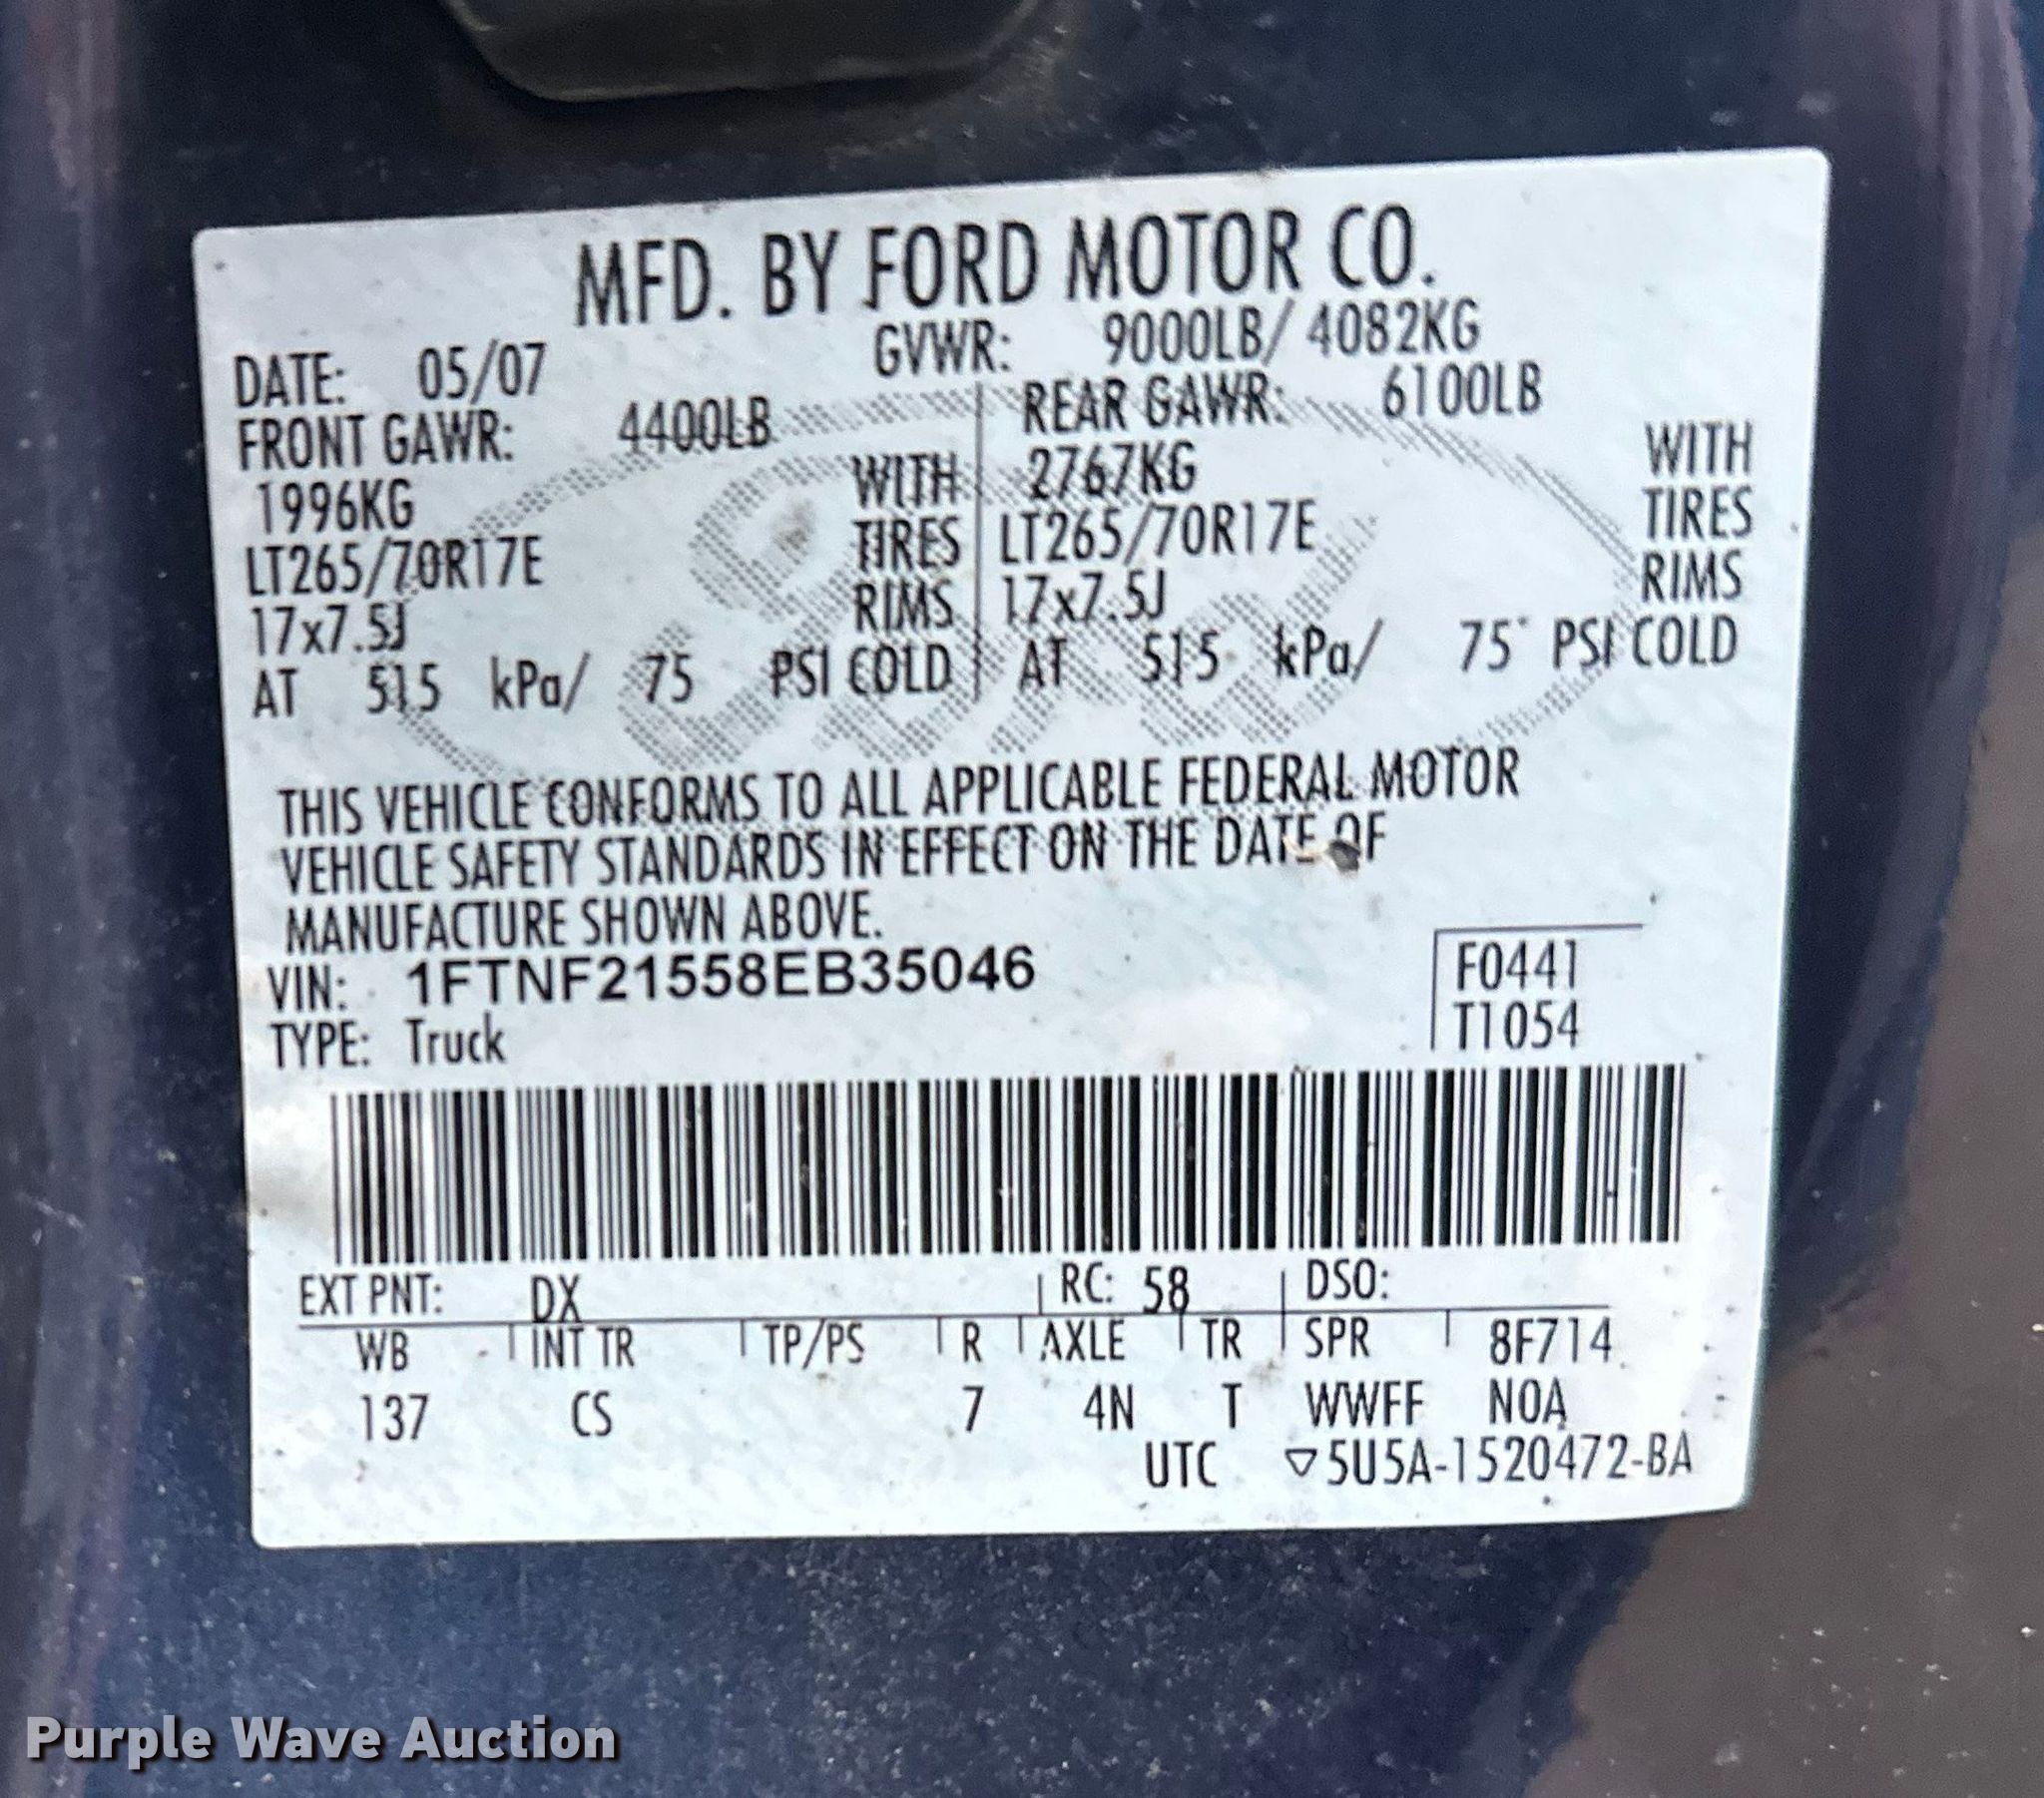 MFD. BY FORD MOTOR CO.
DATE: 05/07 GVWR: 9000LB/ 4082KG
FRONT GAWR: 4400LB REAR GAWR: 6100LB
1996KG WITH 2767KG WITH
LT265/70R17E TIRES LT265/70R17E TIRES
17x7.5J RIMS 17x7.5J RIMS
AT 515 kPa/ 75 PSI COLD AT 515 kPa/ 75 PSI COLD
Ford
THIS VEHICLE CONFORMS TO ALL APPLICABLE FEDERAL MOTOR
VEHICLE SAFETY STANDARDS IN EFFECT ON THE DATE OF
MANUFACTURE SHOWN ABOVE.
VIN: 1FTNF21558EB35046 F0441
TYPE: Truck T1054
EXT PNT: DX RC: 58 DSO:
WB INT TR TP/PS R AXLE TR SPR 8F714
137 CS 7 4N T WWFF NOA
UTC ▽5U5A-1520472-BA
Purple Wave Auction